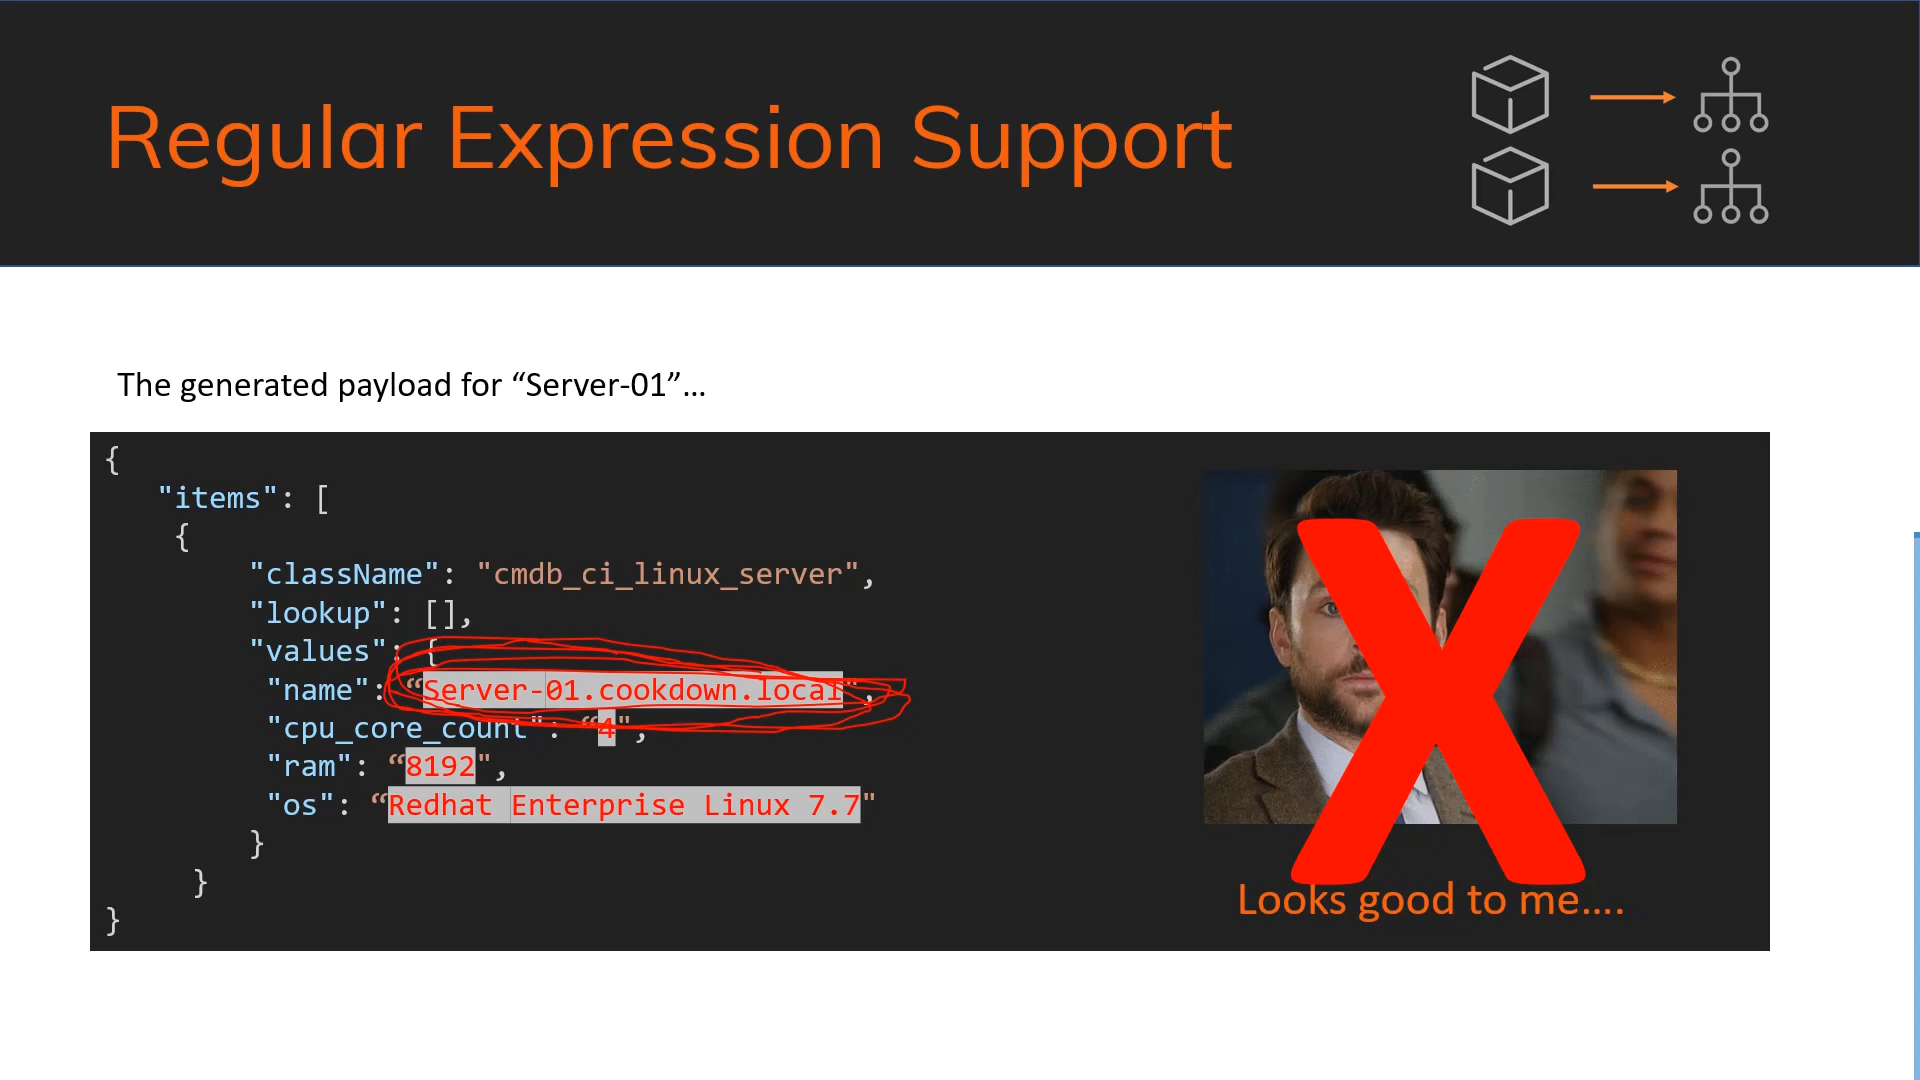 Regular Expression Support
The generated payload for “Server-01”…
{
"items": [
{
"className": "cmdb_ci_linux_server",
"lookup": [],
"values": {
"name": “Server-01.cookdown.local",
"cpu_core_count": “4",
"ram": “8192",
"os": “Redhat Enterprise Linux 7.7"
}
}
}
Looks good to me....